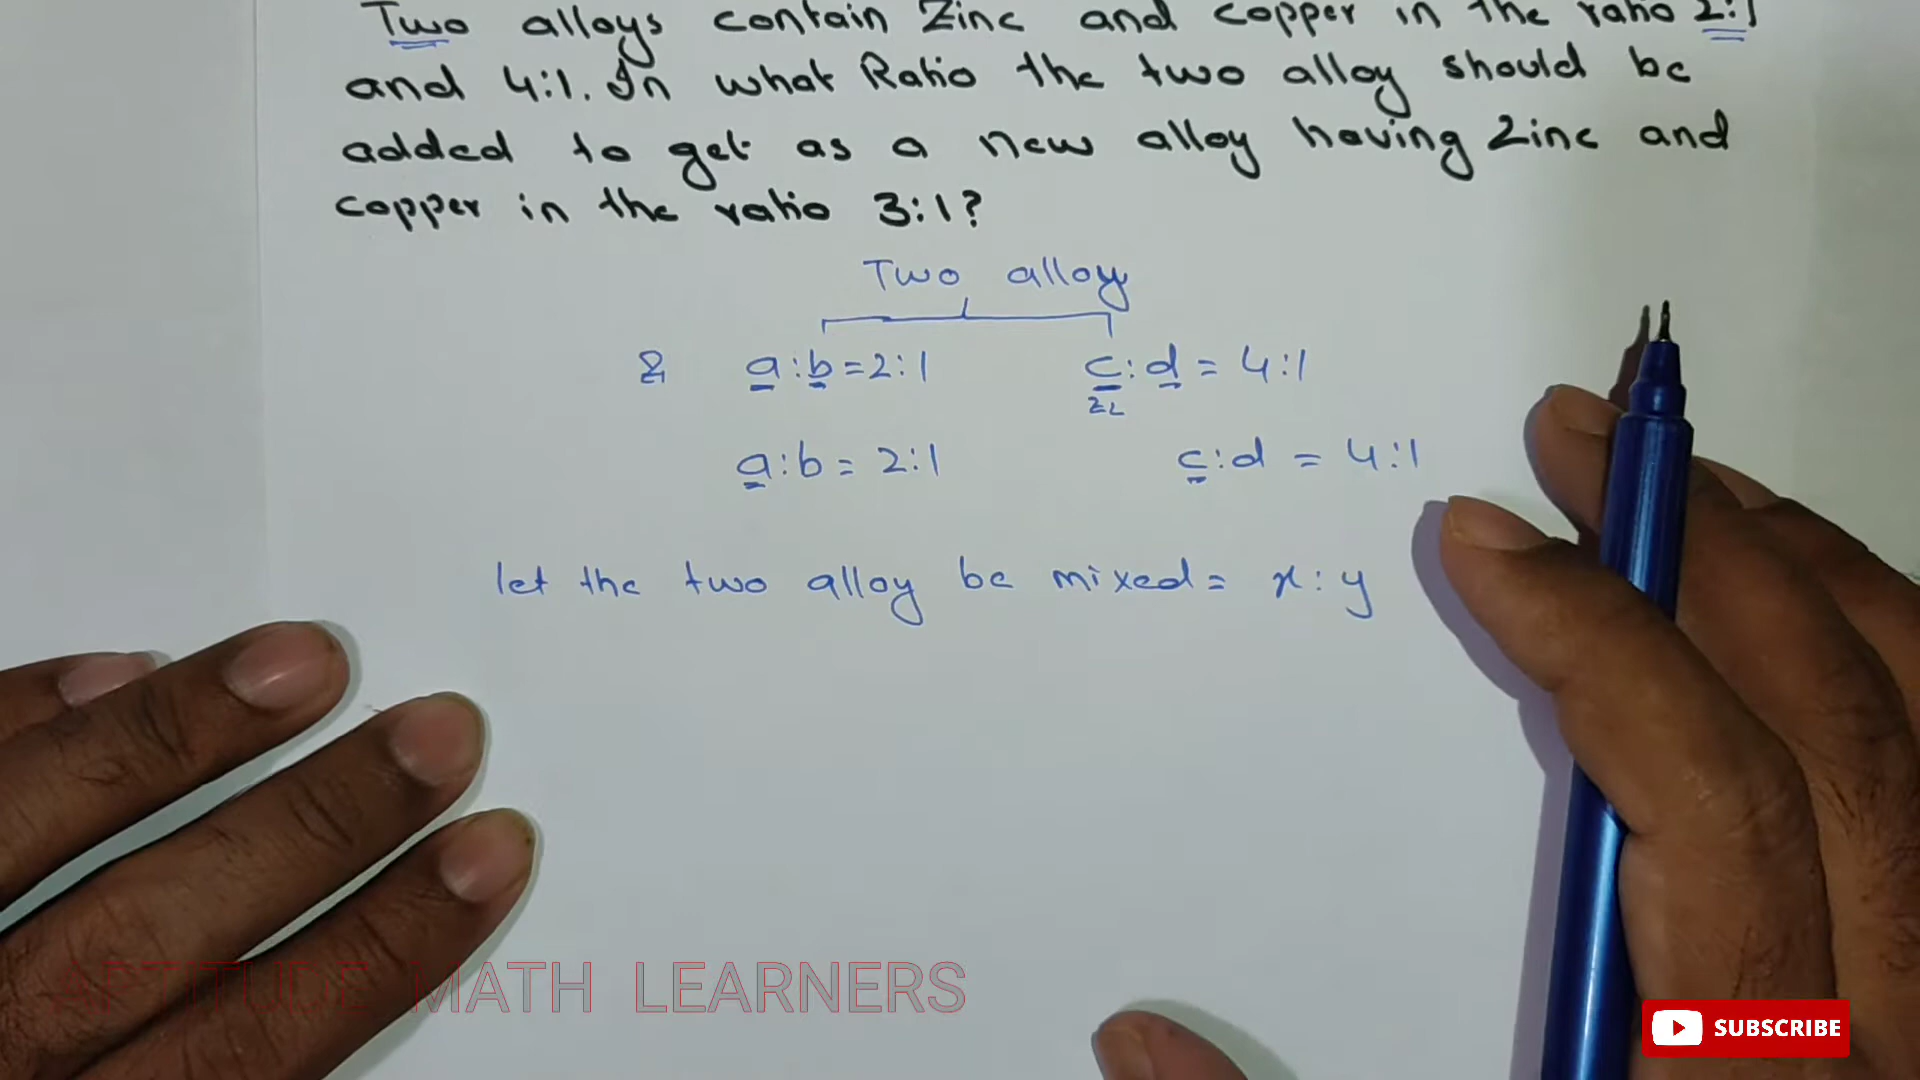 Two alloys contain Zinc and copper in the ratio 2:1
and 4:1. In what Ratio the two alloy should be
added to get as a new alloy having Zinc and
copper in the ratio 3:1?
Two alloy
a:b=2:1 c:d = 4:1
a:b= 2:1 c:d = 4:1
let the two alloy be mixed= x:y
APTITUDE MATH LEARNERS
SUBSCRIBE